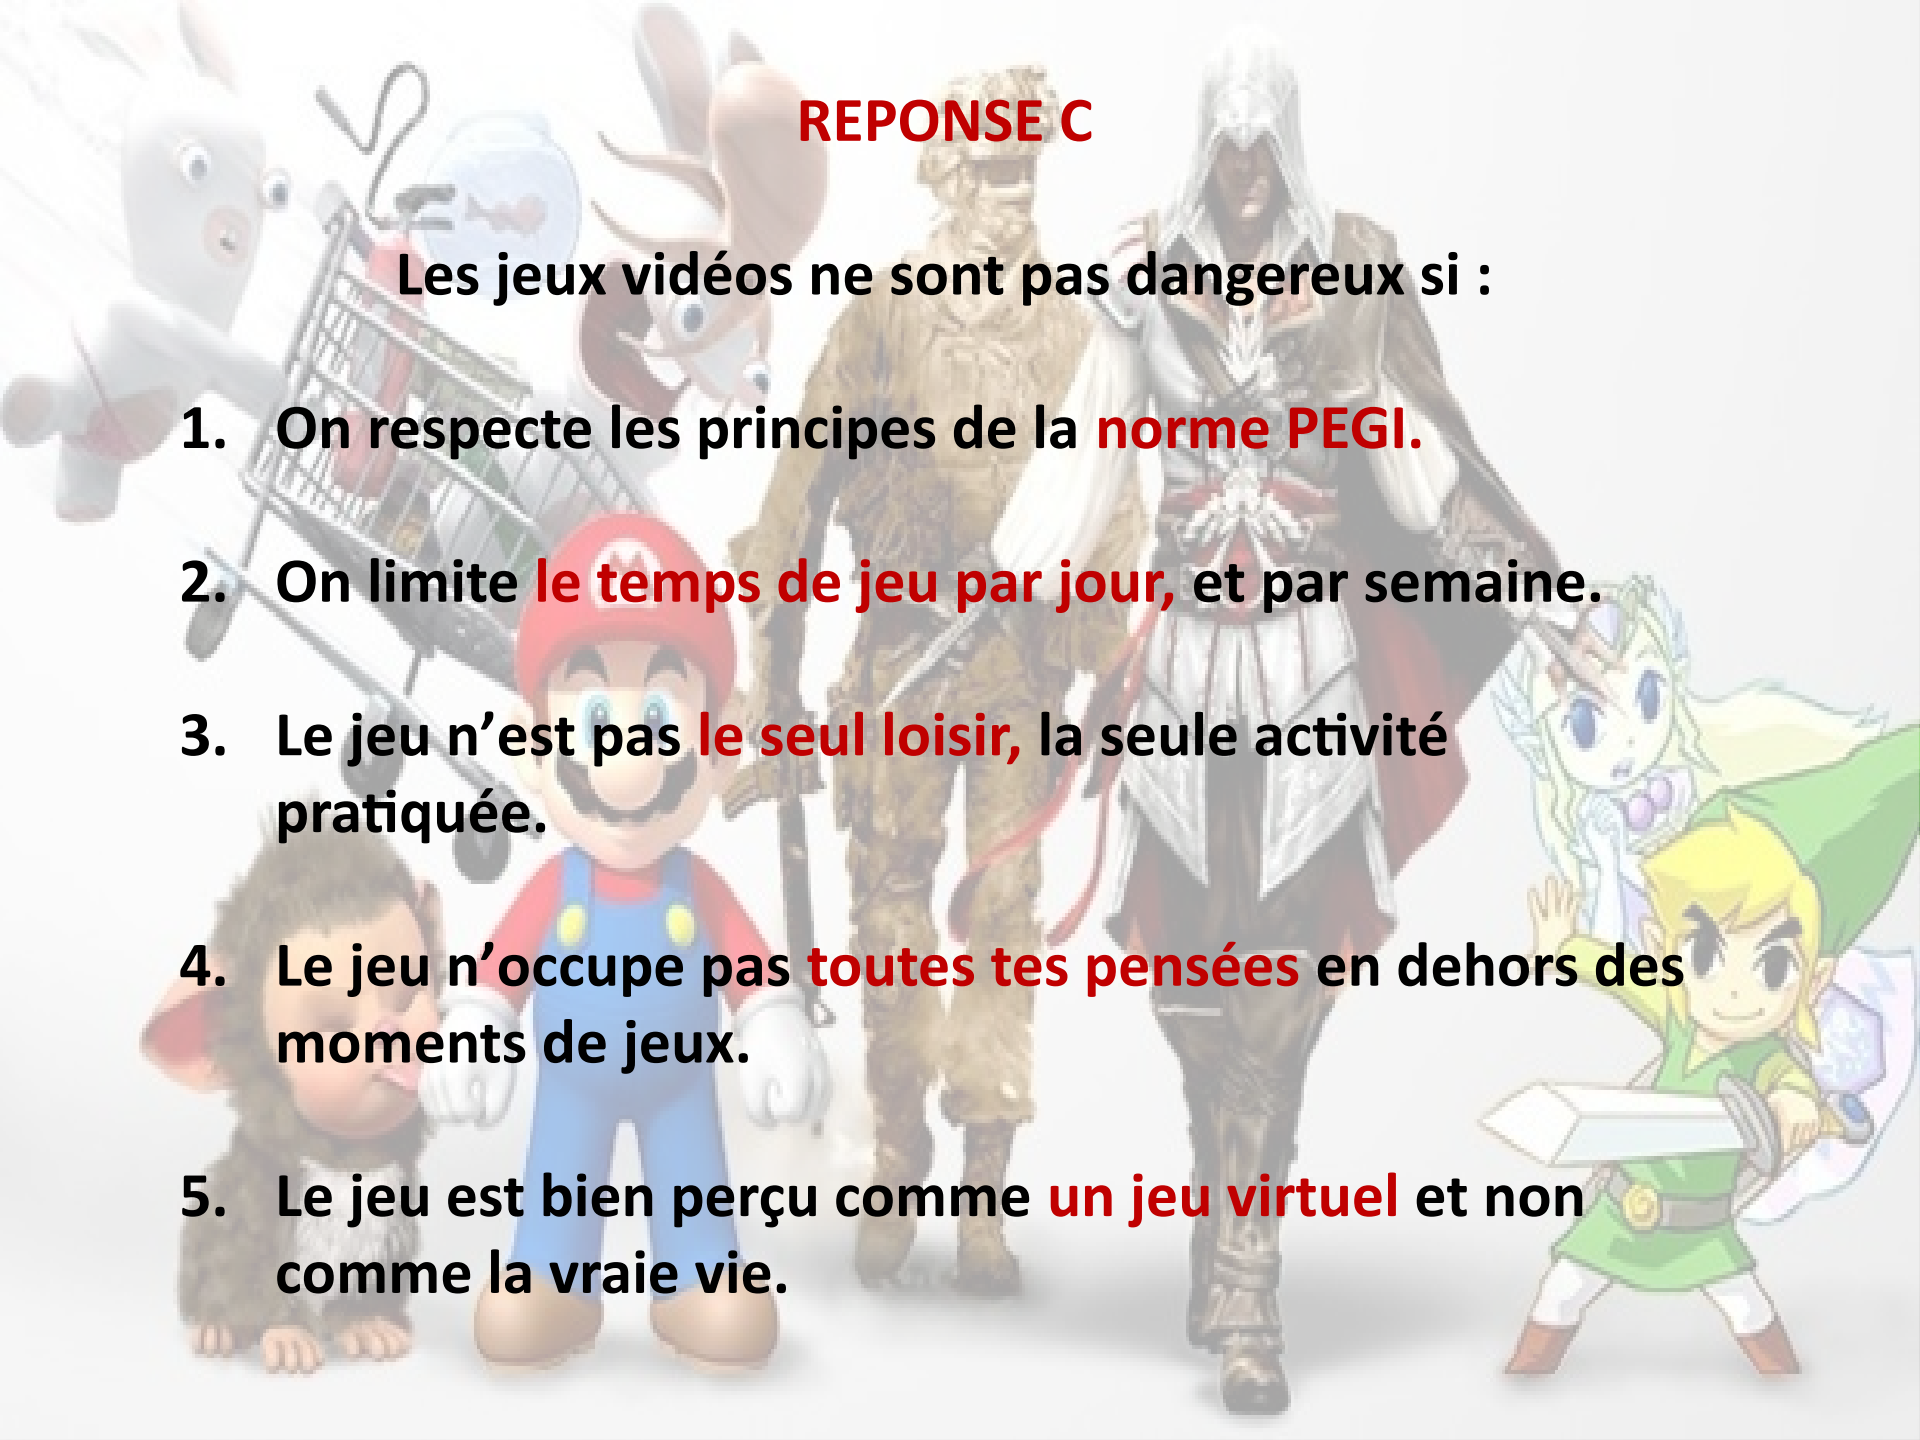 REPONSE C
Les jeux vidéos ne sont pas dangereux si :
1. On respecte les principes de la norme PEGI.
2. On limite le temps de jeu par jour, et par semaine.
3. Le jeu n’est pas le seul loisir, la seule activité
pratiquée.
4. Le jeu n’occupe pas toutes tes pensées en dehors des
moments de jeux.
5. Le jeu est bien perçu comme un jeu virtuel et non
comme la vraie vie.